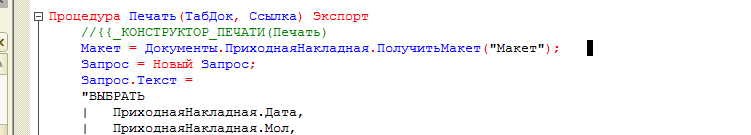 Процедура Печать(ТабДок, Ссылка) Экспорт
//{{_КОНСТРУКТОР_ПЕЧАТИ(Печать)
Макет = Документы.ПриходнаяНакладная.ПолучитьМакет("Макет");
Запрос = Новый Запрос;
Запрос.Текст =
"ВЫБРАТЬ
| ПриходнаяНакладная.Дата,
| ПриходнаяНакладная.Мол,